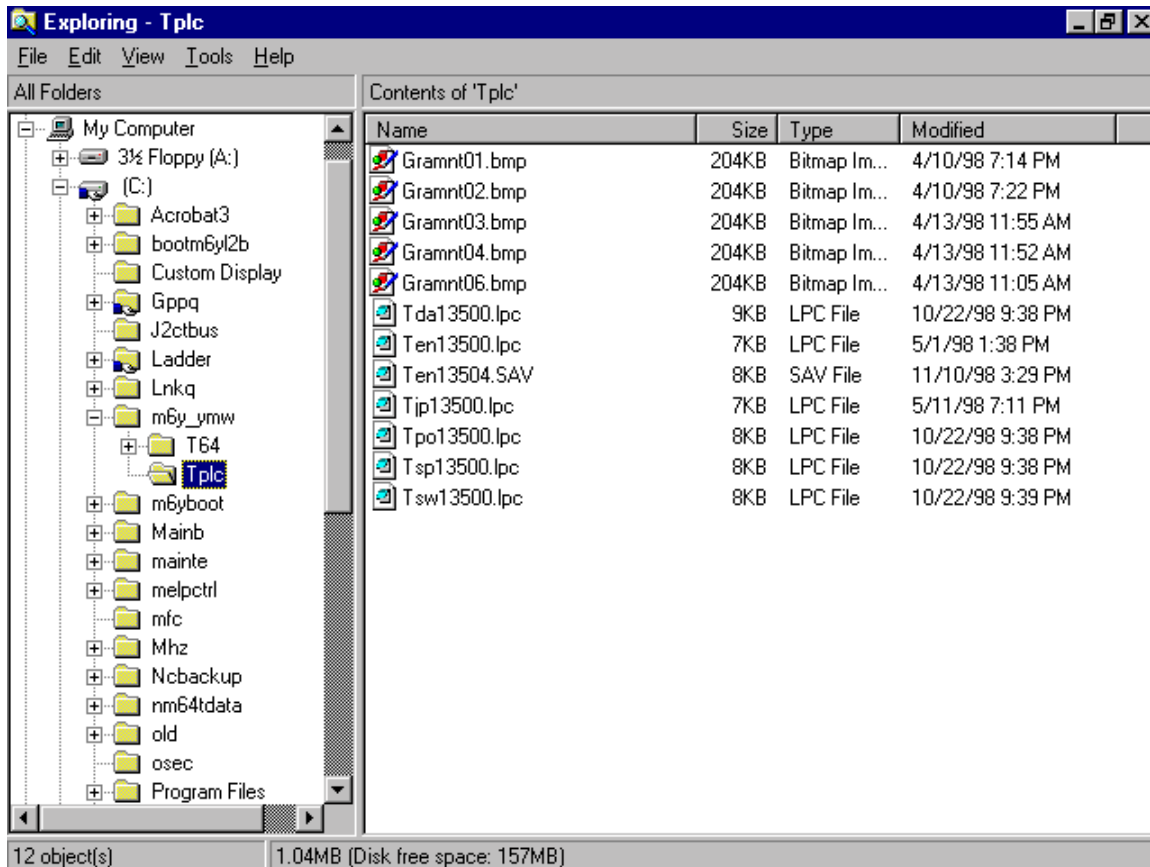 Exploring - Tplc
File Edit View Tools Help
All Folders
Contents of 'Tplc'
My Computer
3½ Floppy (A:)
(C:)
Acrobat3
bootm6yl2b
Custom Display
Gppq
J2ctbus
Ladder
Lnkq
m6y_ymw
T64
Tplc
m6yboot
Mainb
mainte
melpctrl
mfc
Mhz
Ncbackup
nm64tdata
old
osec
Program Files
Name Size Type Modified
Gramnt01.bmp 204KB Bitmap Im... 4/10/98 7:14 PM
Gramnt02.bmp 204KB Bitmap Im... 4/10/98 7:22 PM
Gramnt03.bmp 204KB Bitmap Im... 4/13/98 11:55 AM
Gramnt04.bmp 204KB Bitmap Im... 4/13/98 11:52 AM
Gramnt06.bmp 204KB Bitmap Im... 4/13/98 11:05 AM
Tda13500.lpc 9KB LPC File 10/22/98 9:38 PM
Ten13500.lpc 7KB LPC File 5/1/98 1:38 PM
Ten13504.SAV 8KB SAV File 11/10/98 3:29 PM
Tjp13500.lpc 7KB LPC File 5/11/98 7:11 PM
Tpo13500.lpc 8KB LPC File 10/22/98 9:38 PM
Tsp13500.lpc 8KB LPC File 10/22/98 9:38 PM
Tsw13500.lpc 8KB LPC File 10/22/98 9:39 PM
12 object(s)
1.04MB (Disk free space: 157MB)